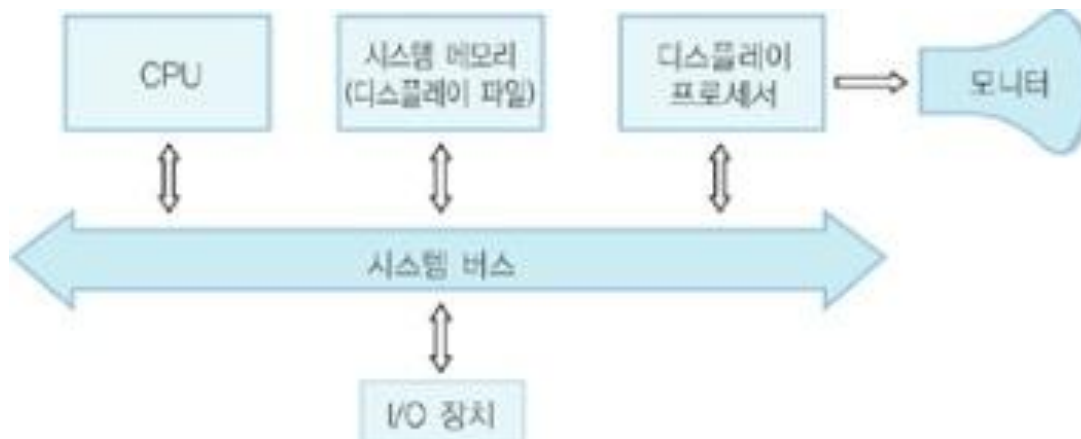 CPU
시스템 메모리
(디스플레이 파일)
디스플레이
프로세서
모니터
시스템 버스
I/O 장치